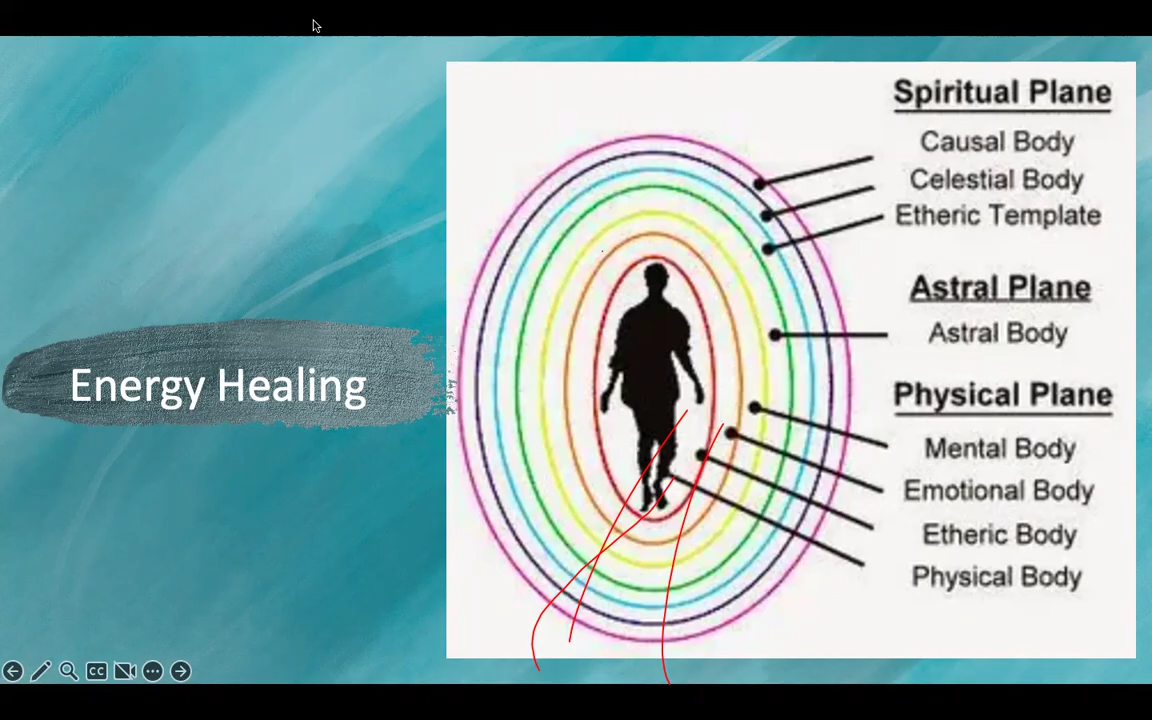 Energy Healing
Spiritual Plane
Causal Body
Celestial Body
Etheric Template
Astral Plane
Astral Body
Physical Plane
Mental Body
Emotional Body
Etheric Body
Physical Body
CC